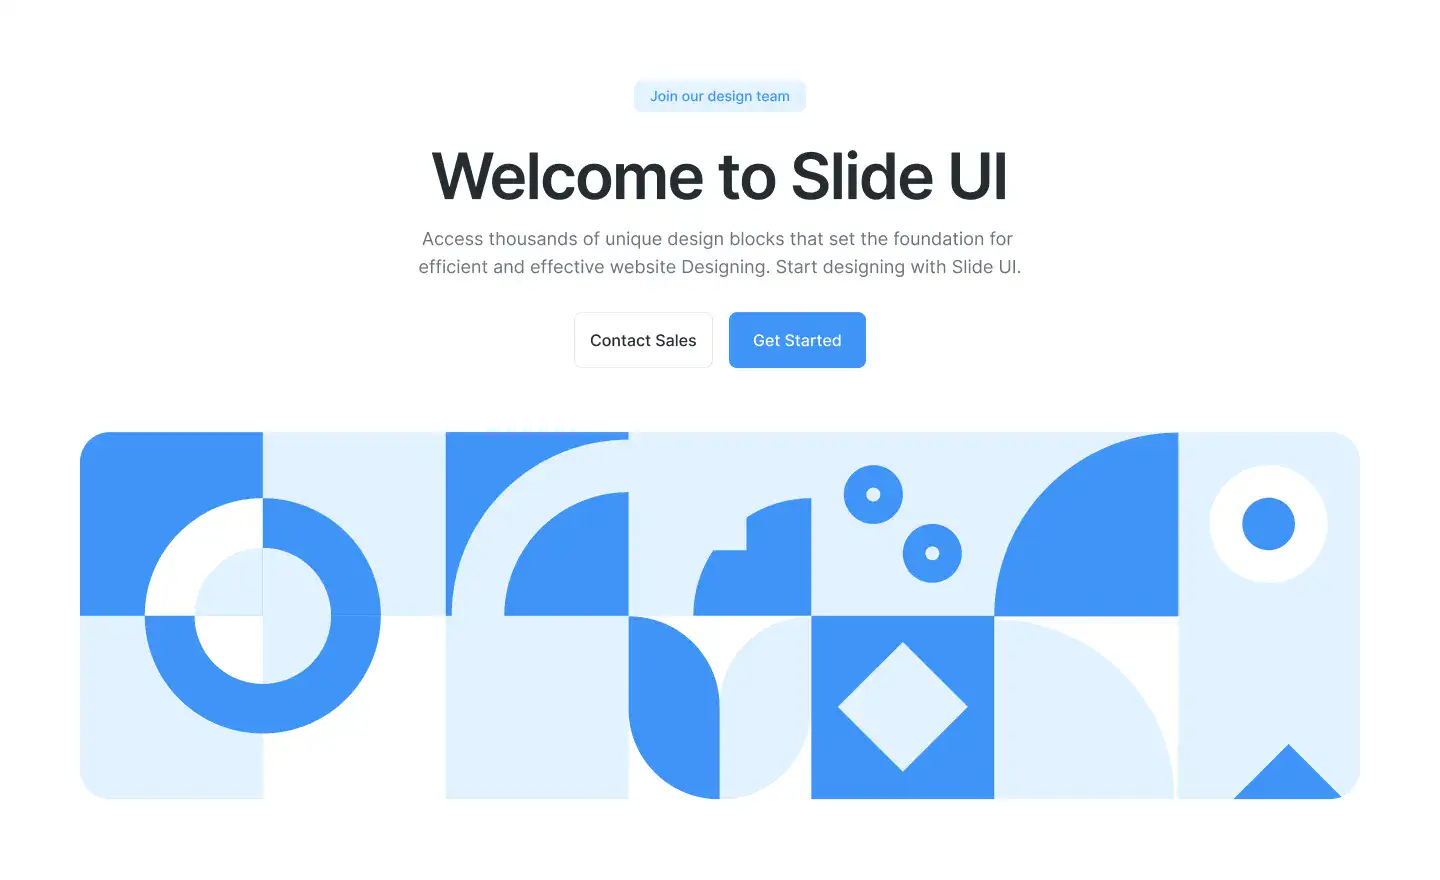 Join our design team
Welcome to Slide UI
Access thousands of unique design blocks that set the foundation for
efficient and effective website Designing. Start designing with Slide UI.
Contact Sales
Get Started